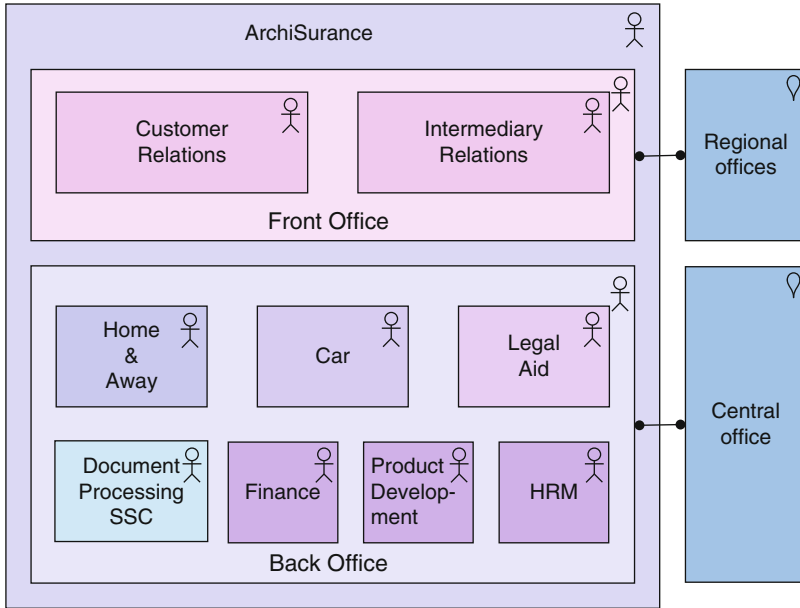 ArchiSurance
Customer
Relations
Intermediary
Relations
Front Office
Regional
offices
Home
&
Away
Car
Legal
Aid
Document
Processing
SSC
Finance
Product
Develop-
ment
HRM
Back Office
Central
office